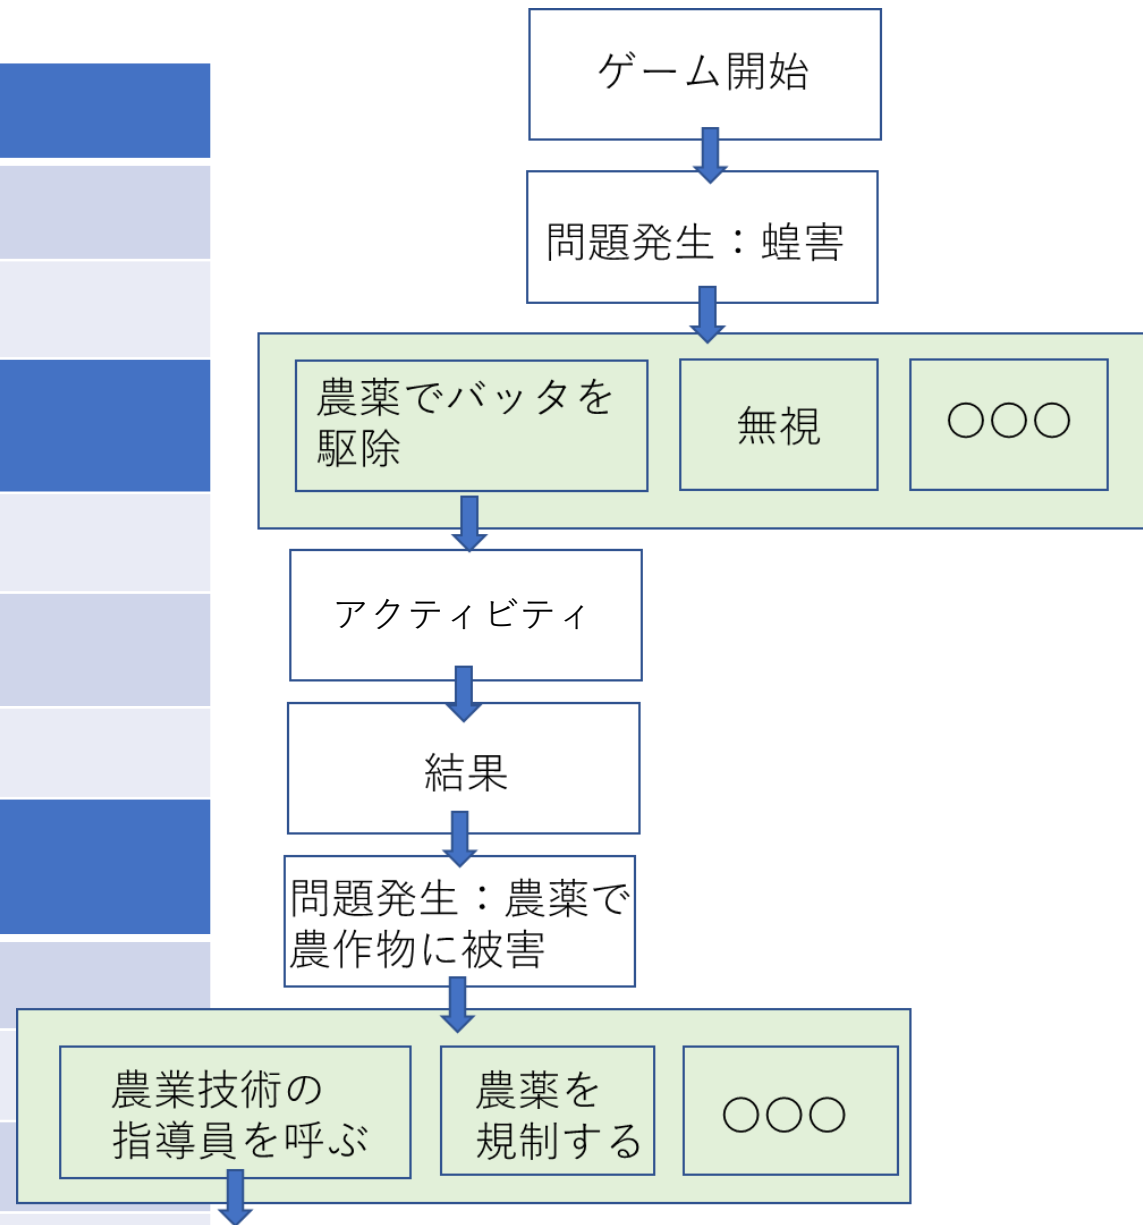 ゲーム開始
問題発生：蝗害
農薬でバッタを
駆除
無視
〇〇〇
アクティビティ
結果
問題発生：農薬で
農作物に被害
農業技術の
指導員を呼ぶ
農薬を
規制する
〇〇〇